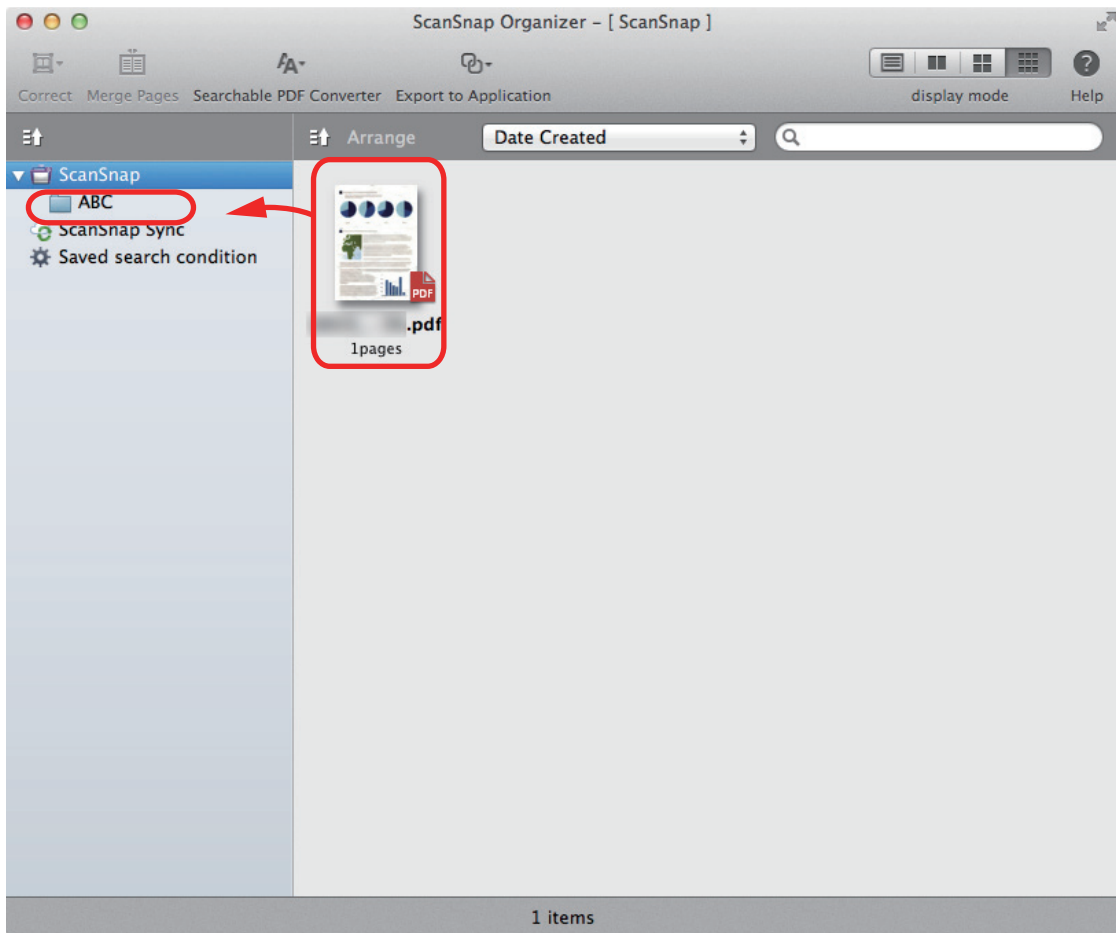 ScanSnap Organizer – [ ScanSnap ]
Correct Merge Pages Searchable PDF Converter Export to Application display mode Help
Arrange Date Created
ScanSnap
ABC
ScanSnap Sync
Saved search condition
PDF
.pdf
1pages
1 items